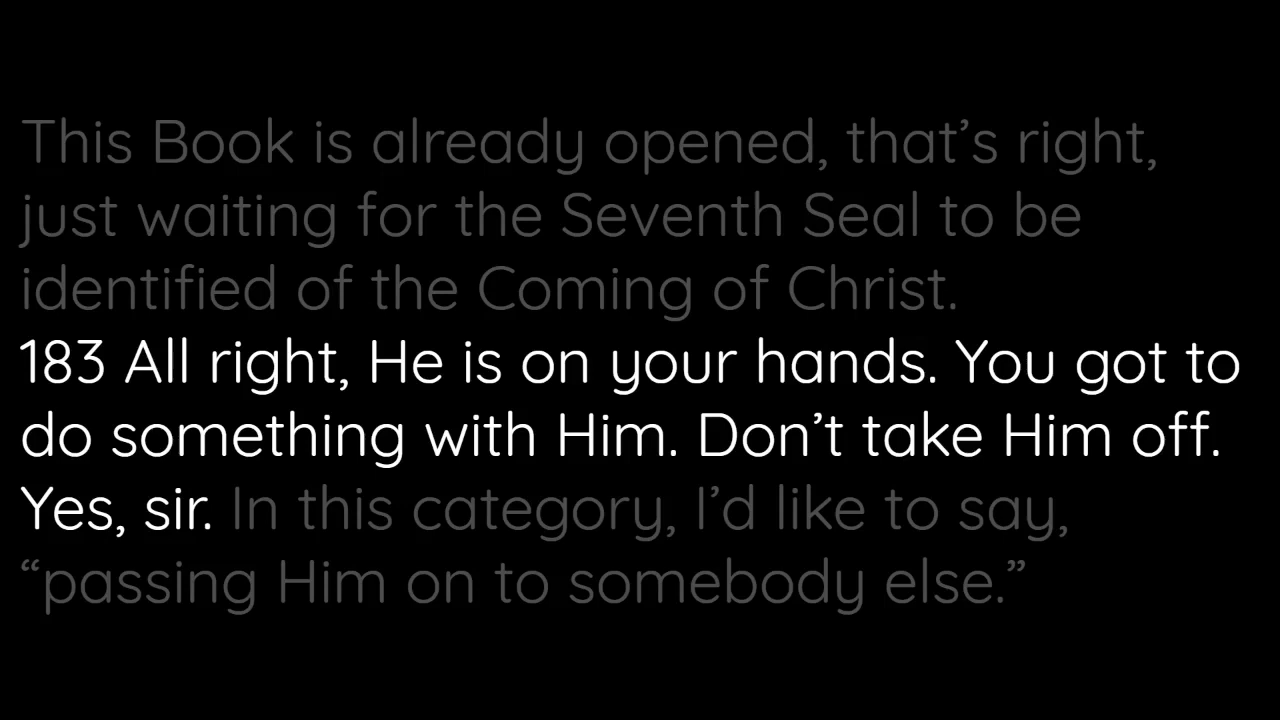 This Book is already opened, that’s right,
just waiting for the Seventh Seal to be
identified of the Coming of Christ.
183 All right, He is on your hands. You got to
do something with Him. Don’t take Him off.
Yes, sir. In this category, I’d like to say,
“passing Him on to somebody else.”